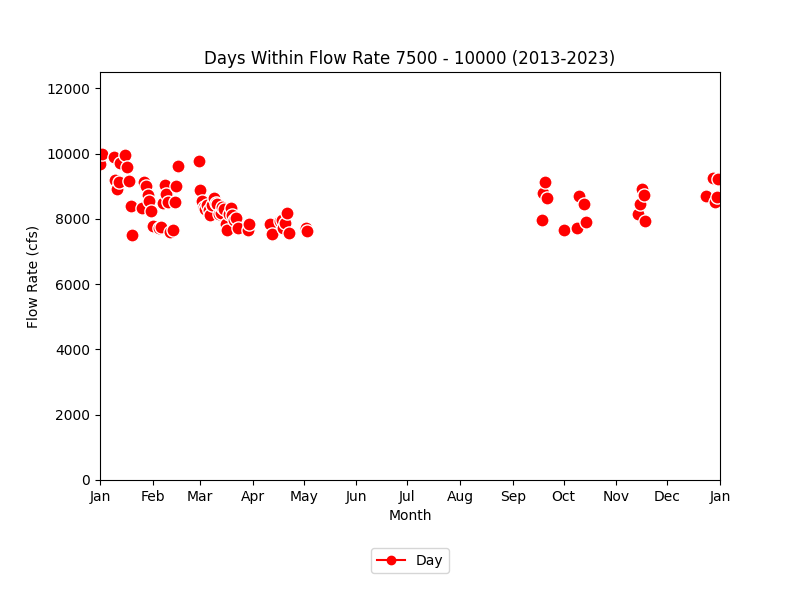 Days Within Flow Rate 7500 - 10000 (2013-2023)
12000
10000
8000
6000
4000
2000
0
Flow Rate (cfs)
Jan Feb Mar Apr May Jun Jul Aug Sep Oct Nov Dec Jan
Month
Day